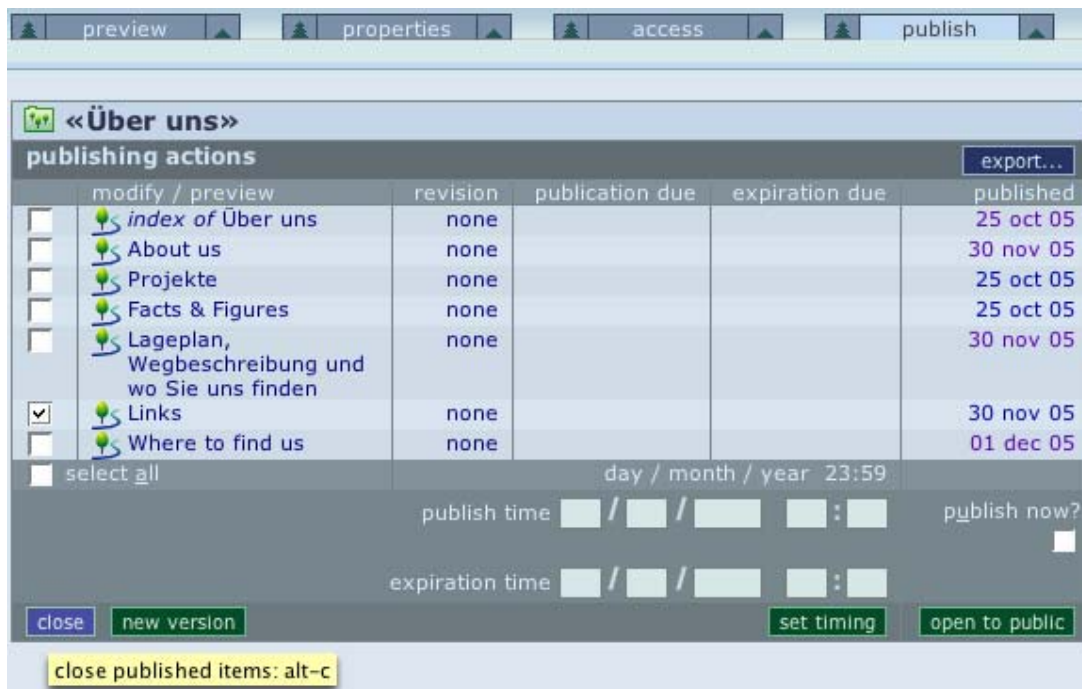 preview properties access publish
«Über uns»
publishing actions
export...
modify / preview revision publication due expiration due published
index of Über uns none 25 oct 05
About us none 30 nov 05
Projekte none 25 oct 05
Facts & Figures none 25 oct 05
Lageplan, none 30 nov 05
Wegbeschreibung und
wo Sie uns finden
Links none 30 nov 05
Where to find us none 01 dec 05
select all day / month / year 23:59
publish time / / : publish now?
expiration time / / :
close new version set timing open to public
close published items: alt-c